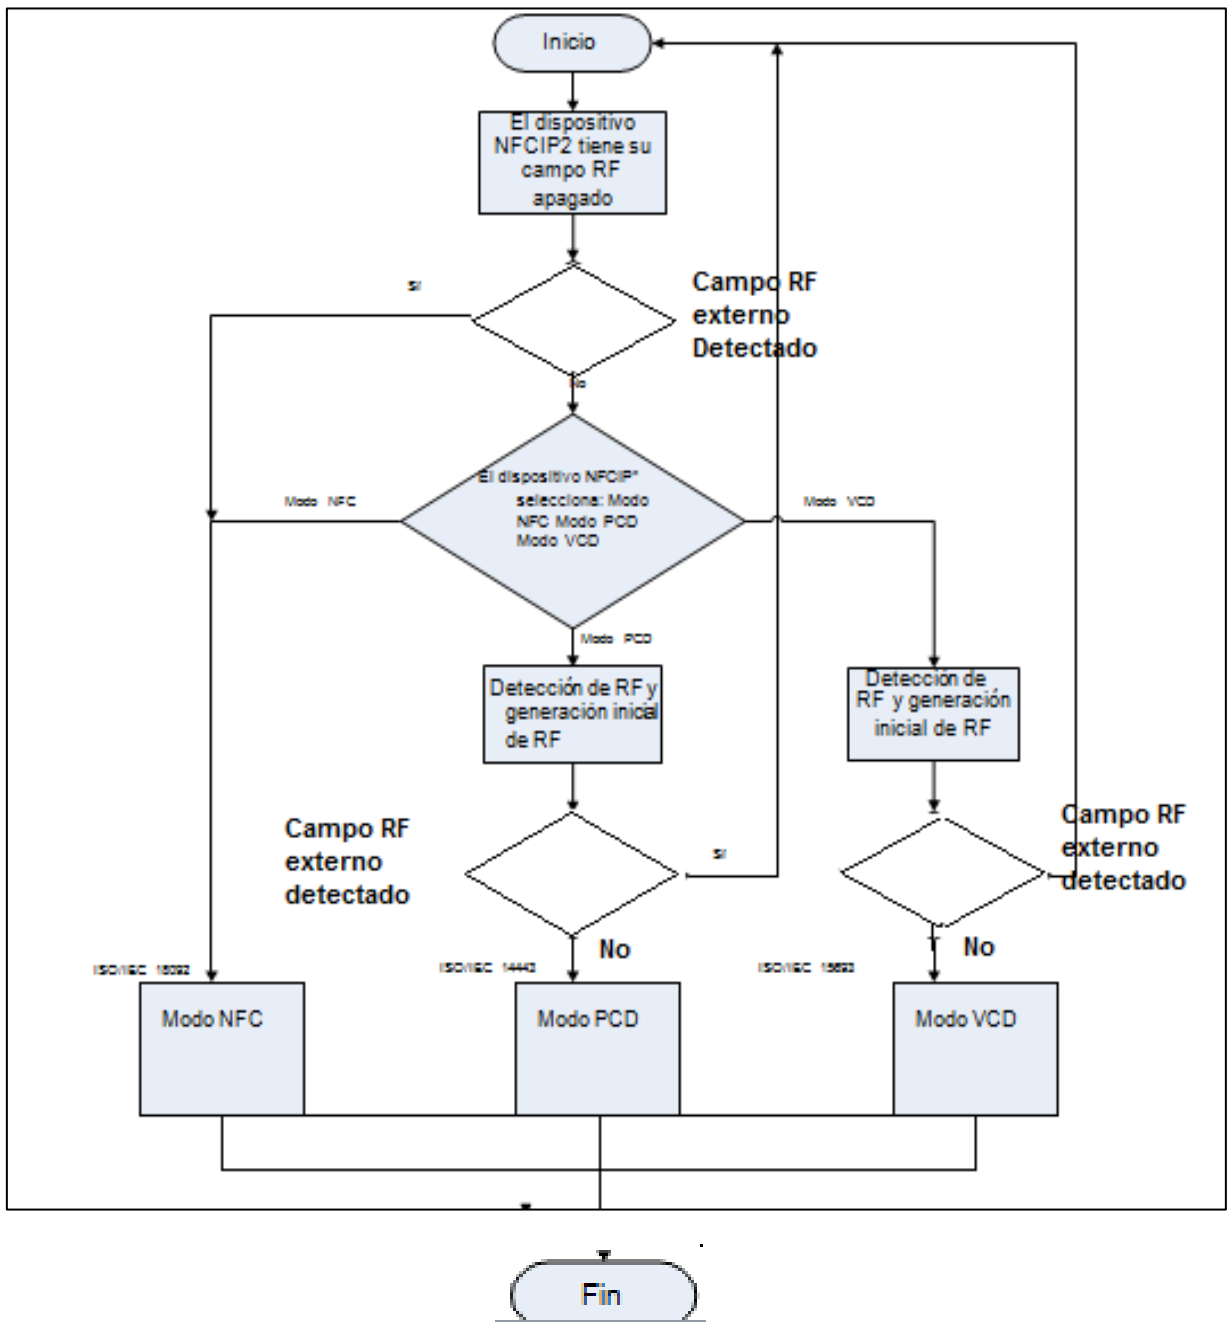 Inicio
El dispositivo
NFCIP2 tiene su
campo RF
apagado
Sí
Campo RF
externo
Detectado
No
El dispositivo NFCIP*
selecciona: Modo
NFC Modo PCD
Modo VCD
Modo NFC
Modo VCD
Modo PCD
Detección de RF y
generación inicial
de RF
Detección de
RF y generación
inicial de RF
Campo RF
externo
detectado
Sí
Campo RF
externo
detectado
No
No
ISO/IEC 18092
ISO/IEC 14443
ISO/IEC 15693
Modo NFC
Modo PCD
Modo VCD
Fin